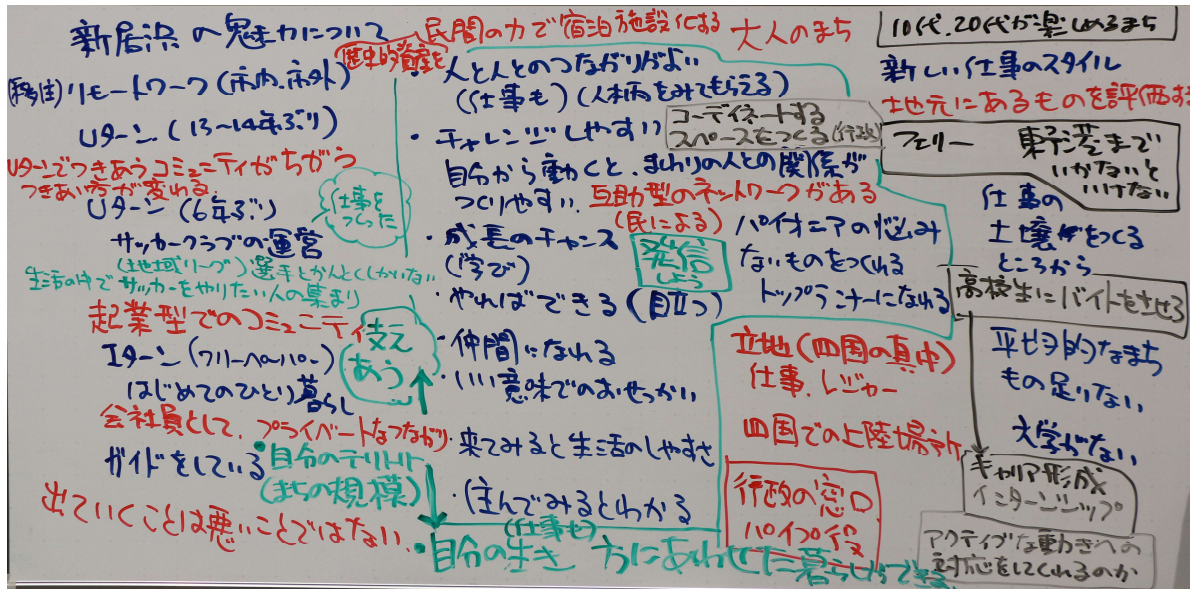 新居浜の魅力について
(移住)リモートワーク(市内、市外)
Uターン(13〜14年ぶり)
Uターンでつきあうコミュニティがちがう
つきあい方が変わる
Uターン(6年ぶり)
仕事を
つくった
サッカークラブの運営
(地域リーグ)選手とかんとくしかいない
生活の中でサッカーをやりたい人の集まり
起業型でのコミュニティ
支え
あう
Iターン(フリーペーパー)
はじめてのひとり暮らし
会社員として、プライベートなつながり
ガイドをしている
自分のテリトリー
(まちの規模)
出ていくことは悪いことではない
民間の力で宿泊施設化する
歴史的資産を
大人のまち
・人と人とのつながりがよい
(仕事も)(人柄をみてもらえる)
・チャレンジしやすい
コーディネートする
スペースをつくる(行政)
自分から動くと、まわりの人との関係が
つくりやすい
互助型のネットワークがある
(民による)
・成長のチャンス
(学び)
発信
しよう
・やればできる(目立つ)
パイオニアの悩み
ないものをつくれる
トップランナーになれる
・仲間になれる
・いい意味でのおせっかい
・来てみると生活のしやすさ
・(住んでみるとわかる
(仕事も)
・自分の生き方にあわせた暮らしができる
立地(四国の真中)
仕事、レジャー
四国での上陸場所
行政の窓口
パイプ役
10代、20代が楽しめるまち
新しい仕事のスタイル
地元にあるものを評価する
フェリー 東予港まで
いかないと
いけない
仕事の
土壌をつくる
ところから
高校生にバイトをさせろ
平均的なまち
もの足りない
大学がない
キャリア形成
インターンシップ
アクティブな動きへの
対応をしてくれるのか